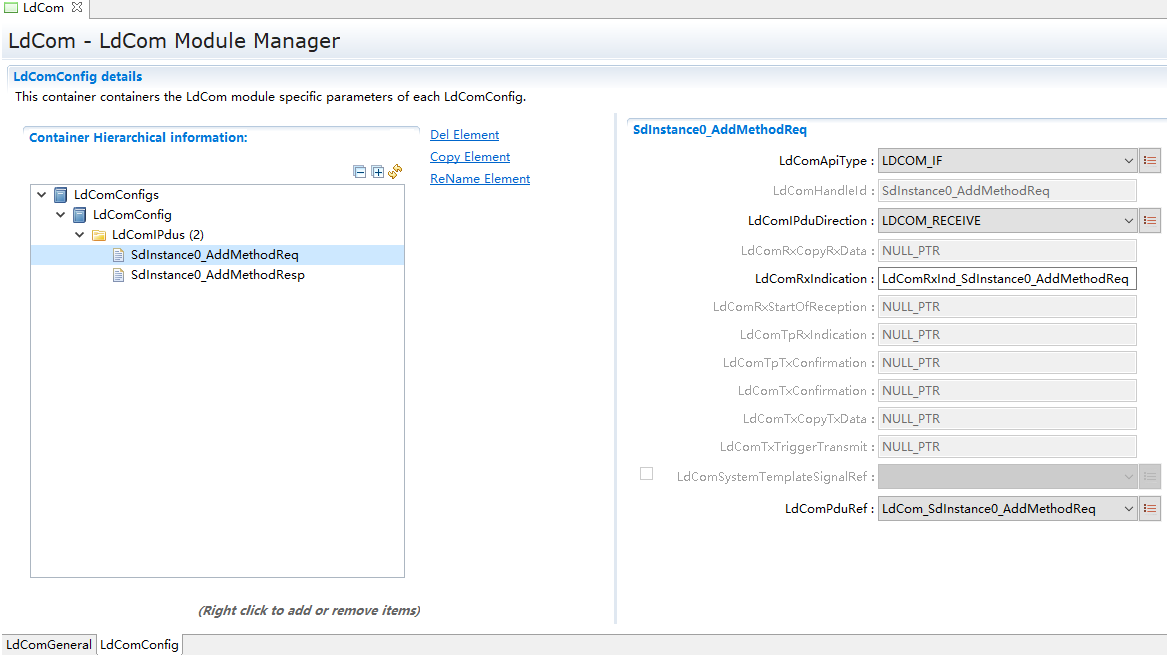 LdCom
LdCom - LdCom Module Manager
LdComConfig details
This container containers the LdCom module specific parameters of each LdComConfig.
Container Hierarchical information:
Del Element
Copy Element
ReName Element
LdComConfigs
LdComConfig
LdComIPdus (2)
SdInstance0_AddMethodReq
SdInstance0_AddMethodResp
(Right click to add or remove items)
SdInstance0_AddMethodReq
LdComApiType : LDCOM_IF
LdComHandleId : SdInstance0_AddMethodReq
LdComIPduDirection : LDCOM_RECEIVE
LdComRxCopyRxData : NULL_PTR
LdComRxIndication : LdComRxInd_SdInstance0_AddMethodReq
LdComRxStartOfReception : NULL_PTR
LdComTpRxIndication : NULL_PTR
LdComTpTxConfirmation : NULL_PTR
LdComTxConfirmation : NULL_PTR
LdComTxCopyTxData : NULL_PTR
LdComTxTriggerTransmit : NULL_PTR
LdComSystemTemplateSignalRef :
LdComPduRef : LdCom_SdInstance0_AddMethodReq
LdComGeneral LdComConfig